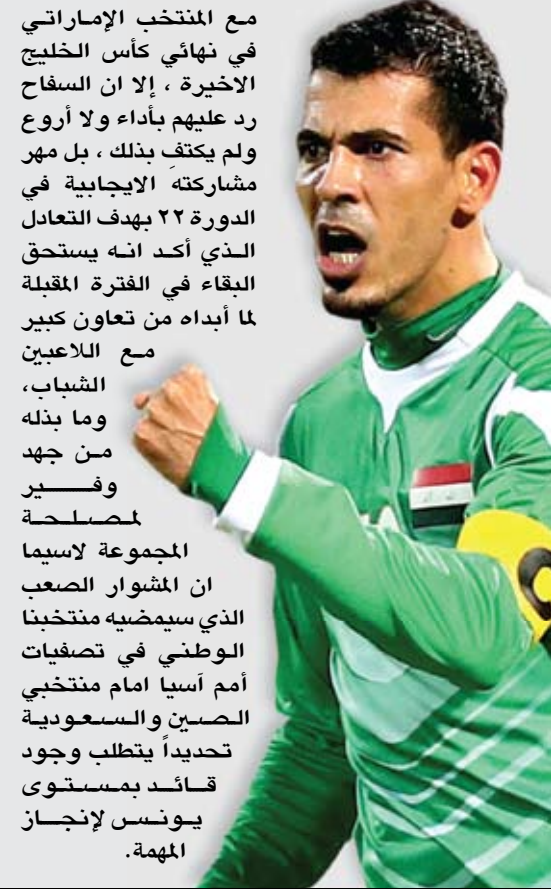 مع المنتخب الإماراتي
في نهائي كأس الخليج
الاخيرة ، إلا ان السفاح
رد عليهم بأداء ولا أروع
ولم يكتفِ بذلك ، بل مهر
مشاركته الايجابية في
الدورة ٢٢ بهدف التعادل
الذي أكد انه يستحق
البقاء في الفترة المقبلة
لما أبداه من تعاون كبير
مع اللاعبين
الشباب،
وما بذله
من جهد
وفير
لمصلحة
المجموعة لاسيما
ان المشوار الصعب
الذي سيمضيه منتخبنا
الوطني في تصفيات
أمم آسيا امام منتخبي
الصين والسعودية
تحديداً يتطلب وجود
قائد بمستوى
يونس لإنجاز
المهمة.